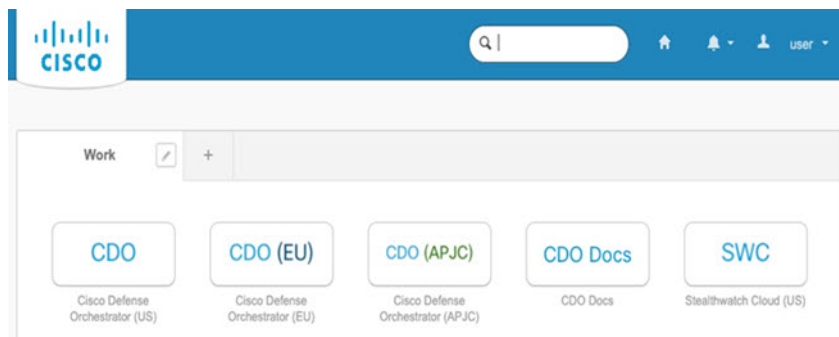 CISCO
user
Work
+
CDO
CDO (EU)
CDO (APJC)
CDO Docs
SWC
Cisco Defense
Orchestrator (US)
Cisco Defense
Orchestrator (EU)
Cisco Defense
Orchestrator (APJC)
CDO Docs
Stealthwatch Cloud (US)